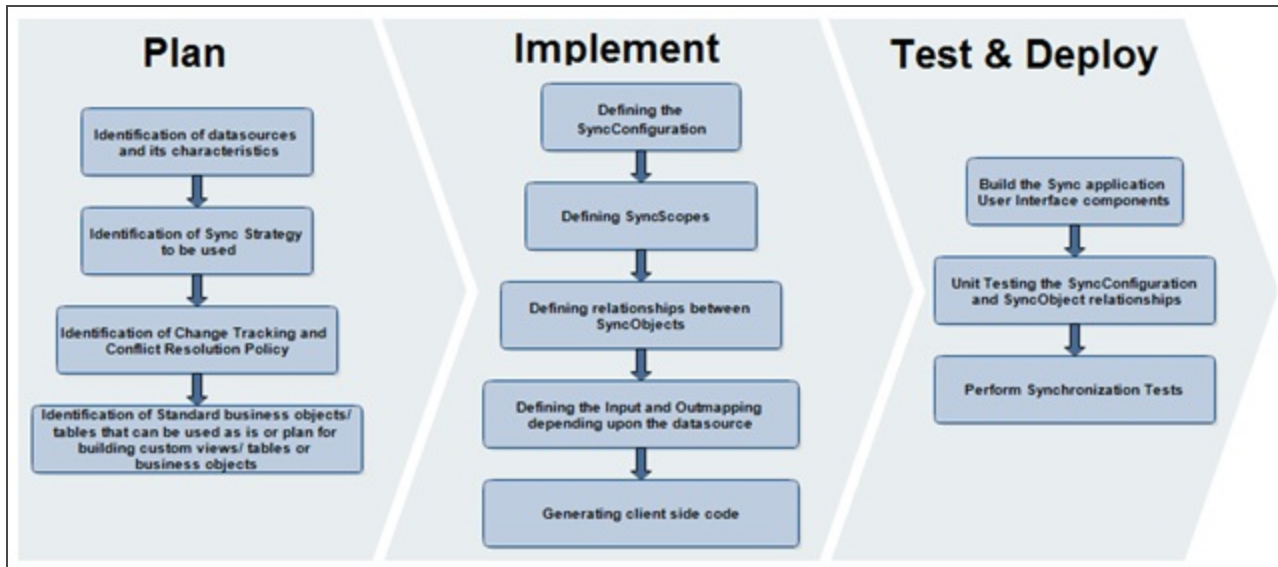 Plan
Identification of datasources
and its characteristics
Identification of Sync Strategy
to be used
Identification of Change Tracking and
Conflict Resolution Policy
Identification of Standard business objects/
tables that can be used as is or plan for
building custom views/ tables or
business objects
Implement
Defining the
SyncConfiguration
Defining SyncScopes
Defining relationships between
SyncObjects
Defining the Input and Outmapping
depending upon the datasource
Generating client side code
Test & Deploy
Build the Sync application
User Interface components
Unit Testing the SyncConfiguration
and SyncObject relationships
Perform Synchronization Tests